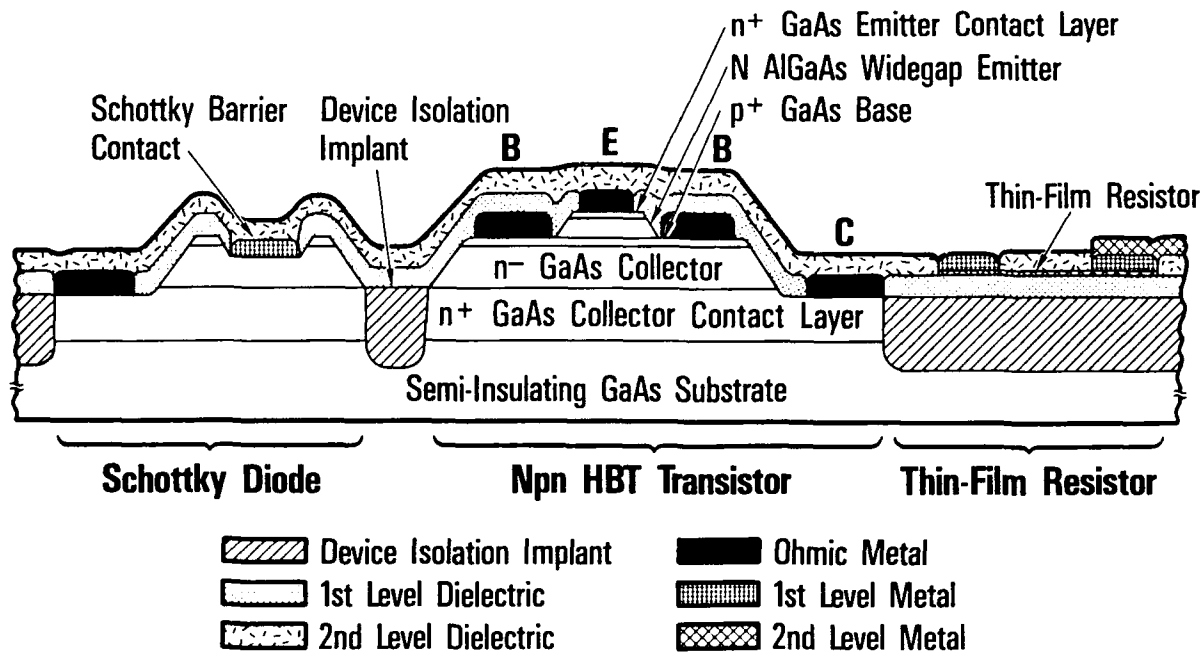 n+ GaAs Emitter Contact Layer
N AlGaAs Widegap Emitter
p+ GaAs Base
Schottky Barrier
Contact
Device Isolation
Implant
B
E
B
Thin-Film Resistor
C
n– GaAs Collector
n+ GaAs Collector Contact Layer
Semi-Insulating GaAs Substrate
Schottky Diode
Npn HBT Transistor
Thin-Film Resistor
Device Isolation Implant
Ohmic Metal
1st Level Dielectric
1st Level Metal
2nd Level Dielectric
2nd Level Metal